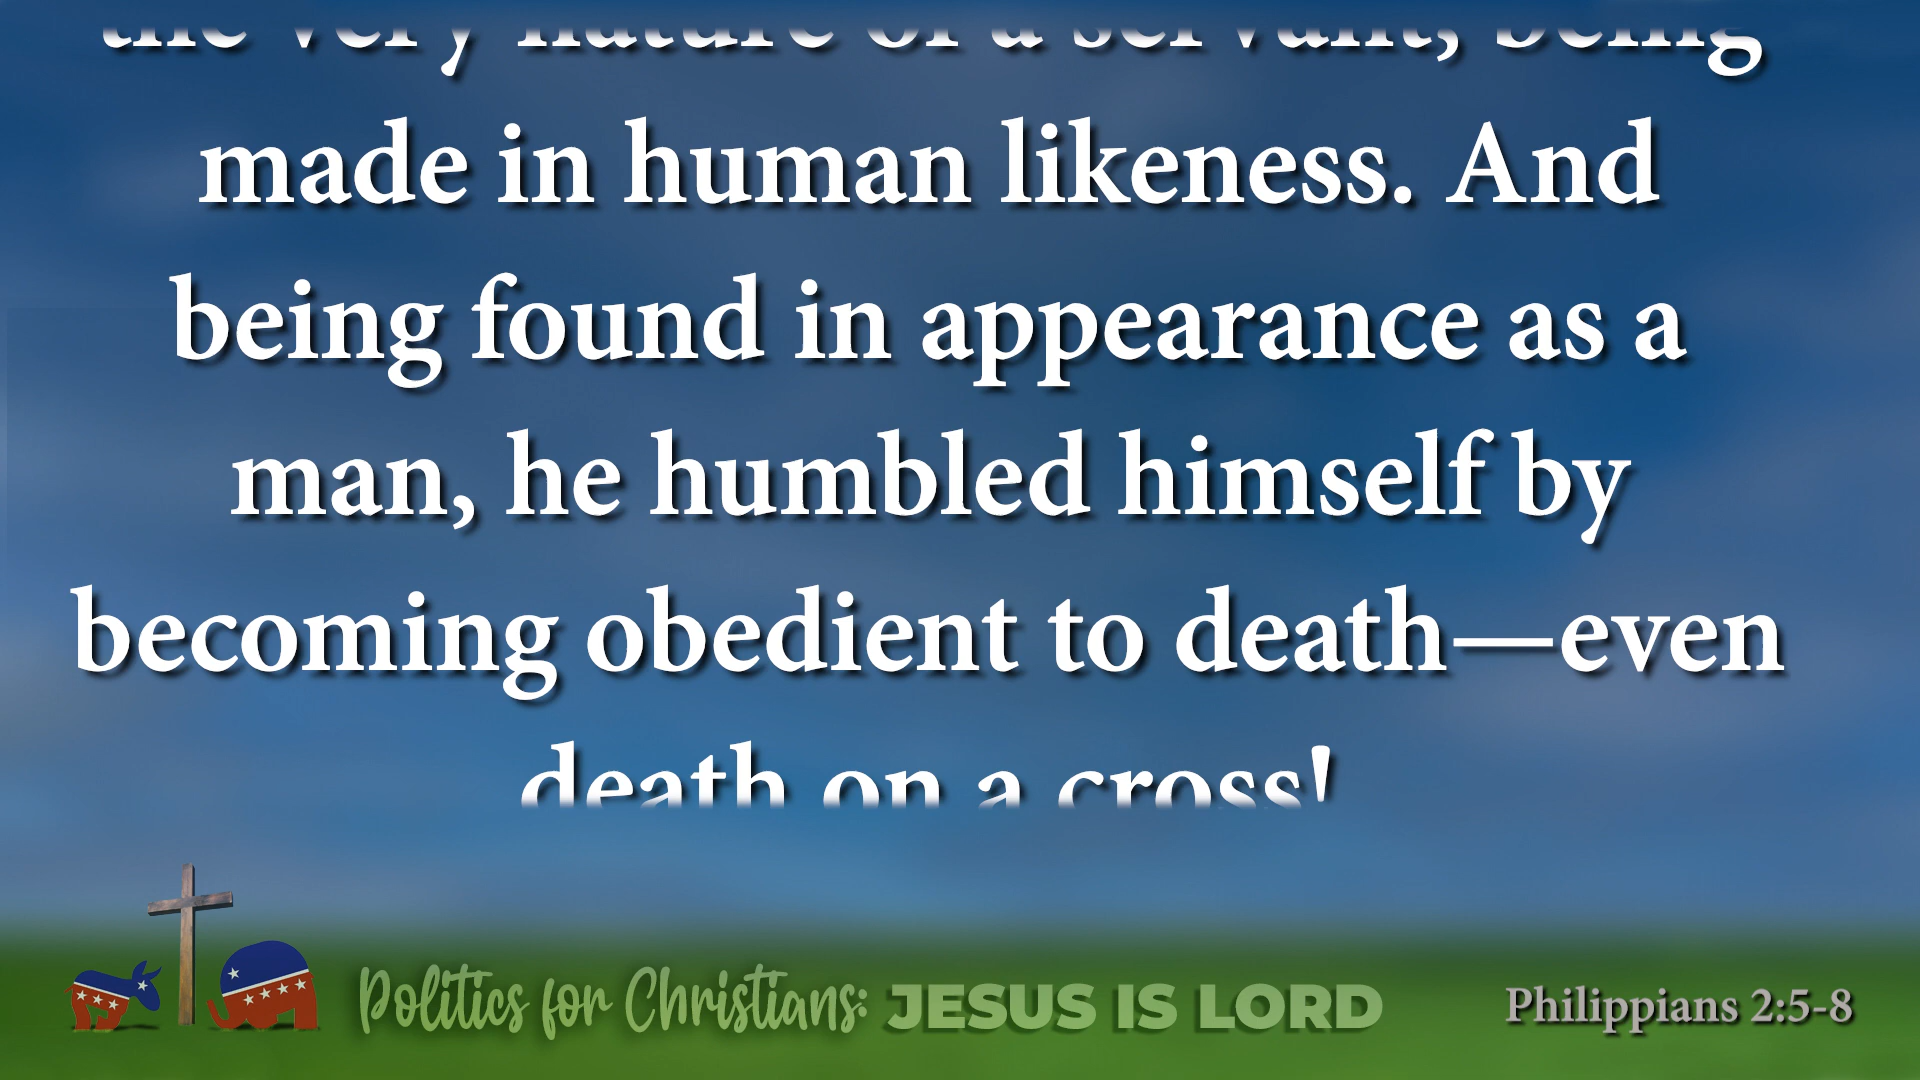 the very nature of a servant, being
made in human likeness. And
being found in appearance as a
man, he humbled himself by
becoming obedient to death—even
death on a cross!
Politics for Christians: JESUS IS LORD
Philippians 2:5-8